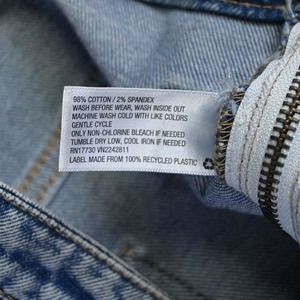 98% COTTON / 2% SPANDEX
WASH BEFORE WEAR, WASH INSIDE OUT
MACHINE WASH COLD WITH LIKE COLORS
GENTLE CYCLE
ONLY NON-CHLORINE BLEACH IF NEEDED
TUMBLE DRY LOW, COOL IRON IF NEEDED
RN17730 VN2242811
LABEL MADE FROM 100% RECYCLED PLASTIC